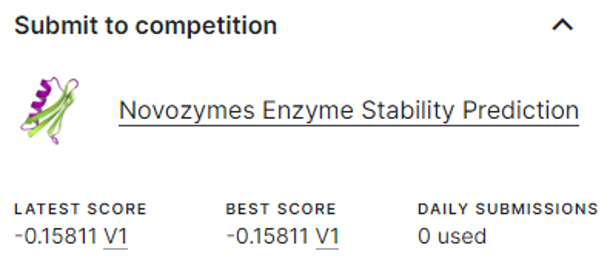 Submit to competition
Novozymes Enzyme Stability Prediction
LATEST SCORE BEST SCORE DAILY SUBMISSIONS
-0.15811 V1 -0.15811 V1 0 used